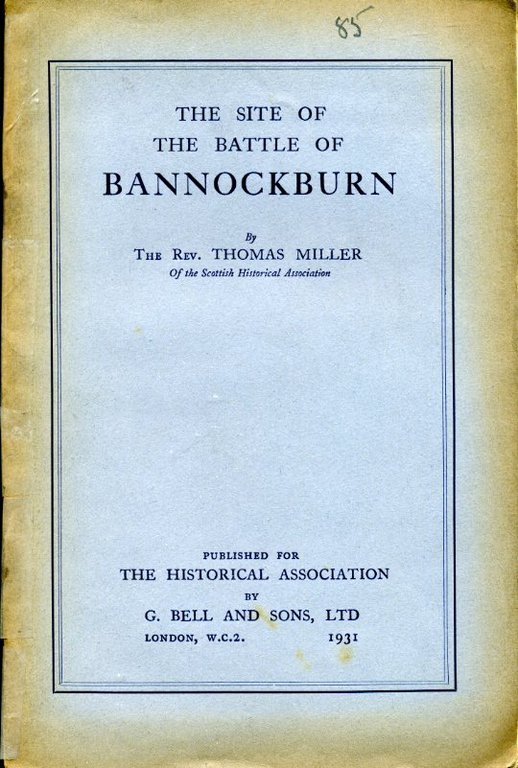 85
THE SITE OF
THE BATTLE OF
BANNOCKBURN
By
THE REV. THOMAS MILLER
Of the Scottish Historical Association
PUBLISHED FOR
THE HISTORICAL ASSOCIATION
BY
G. BELL AND SONS, LTD
LONDON, W.C.2. 1931